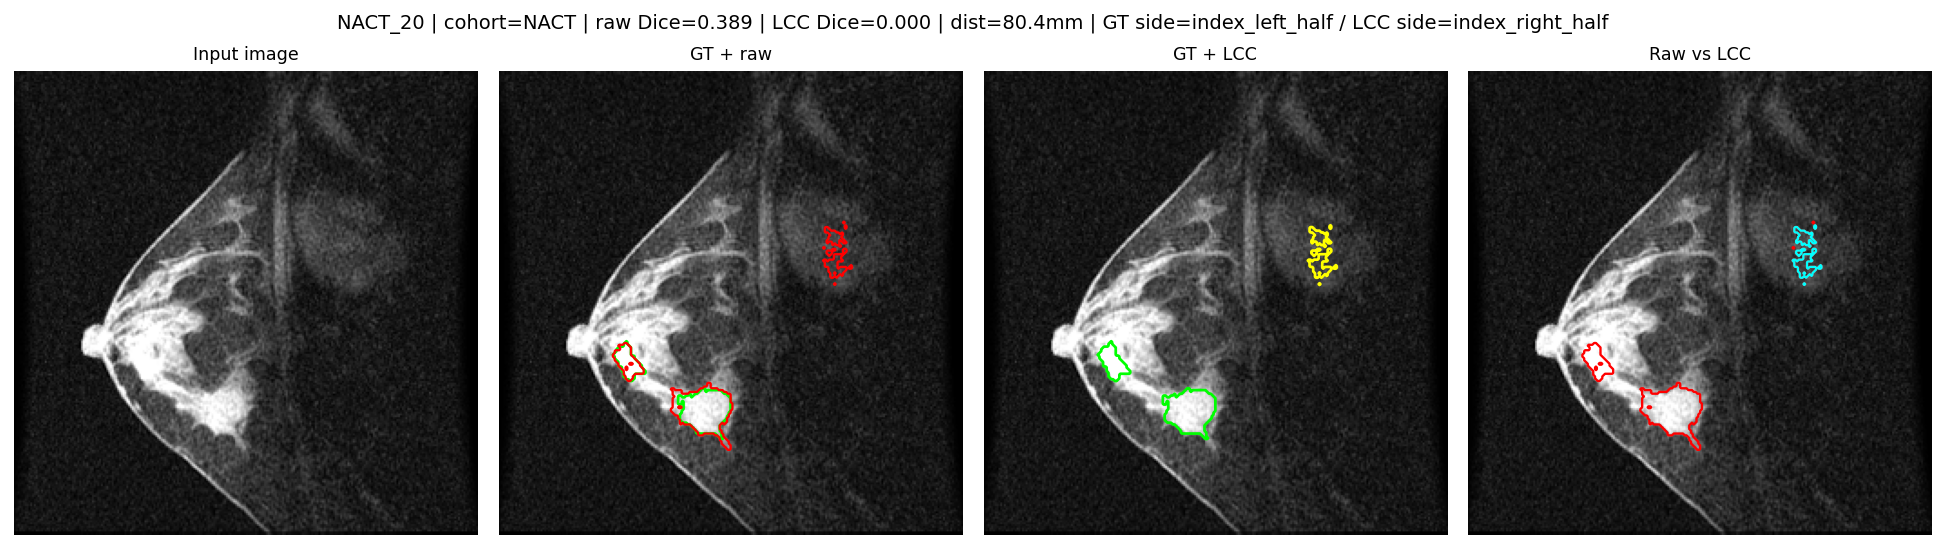 NACT_20 | cohort=NACT | raw Dice=0.389 | LCC Dice=0.000 | dist=80.4mm | GT side=index_left_half / LCC side=index_right_half
Input image
GT + raw
GT + LCC
Raw vs LCC